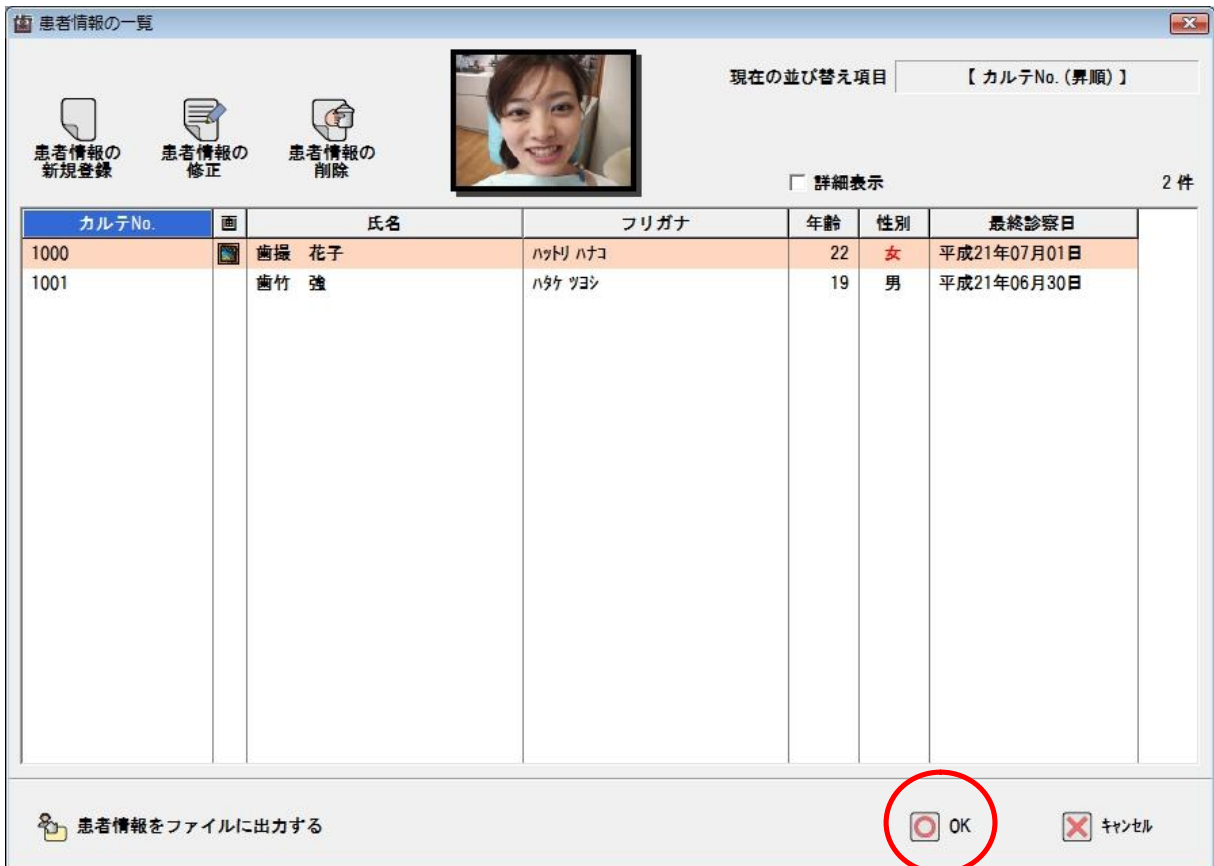 患者情報の一覧
現在の並び替え項目 【 カルテNo. (昇順) 】
患者情報の
新規登録
患者情報の
修正
患者情報の
削除
詳細表示
2 件
カルテNo. 画 氏名 フリガナ 年齢 性別 最終診察日
1000 歯撮 花子 ﾊｯﾄﾘ ﾊﾅｺ 22 女 平成21年07月01日
1001 歯竹 強 ﾊﾀｹ ﾂﾖｼ 19 男 平成21年06月30日
患者情報をファイルに出力する
OK
ｷｬﾝｾﾙ